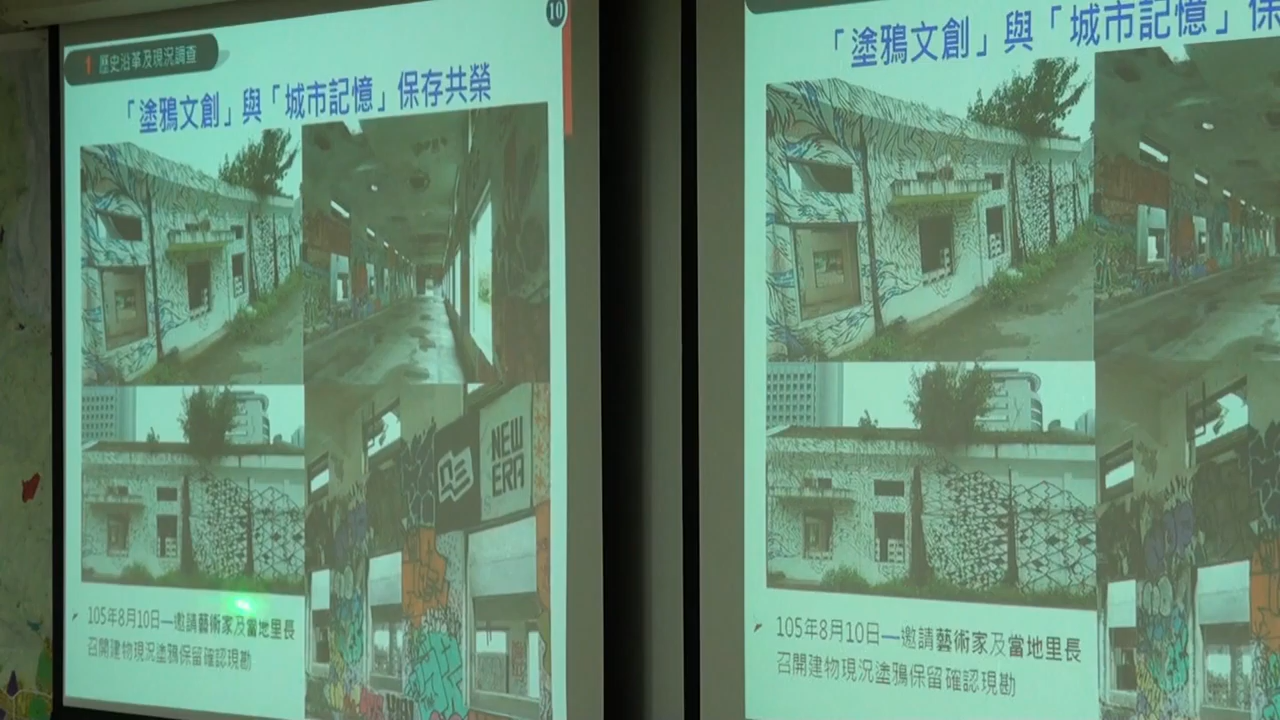 10
1 歷史沿革及現況調查
「塗鴉文創」與「城市記憶」保存共榮
NEW
ERA
105年8月10日—邀請藝術家及當地里長
召開建物現況塗鴉保留確認現勘
「塗鴉文創」與「城市記憶」保
105年8月10日—邀請藝術家及當地里長
召開建物現況塗鴉保留確認現勘